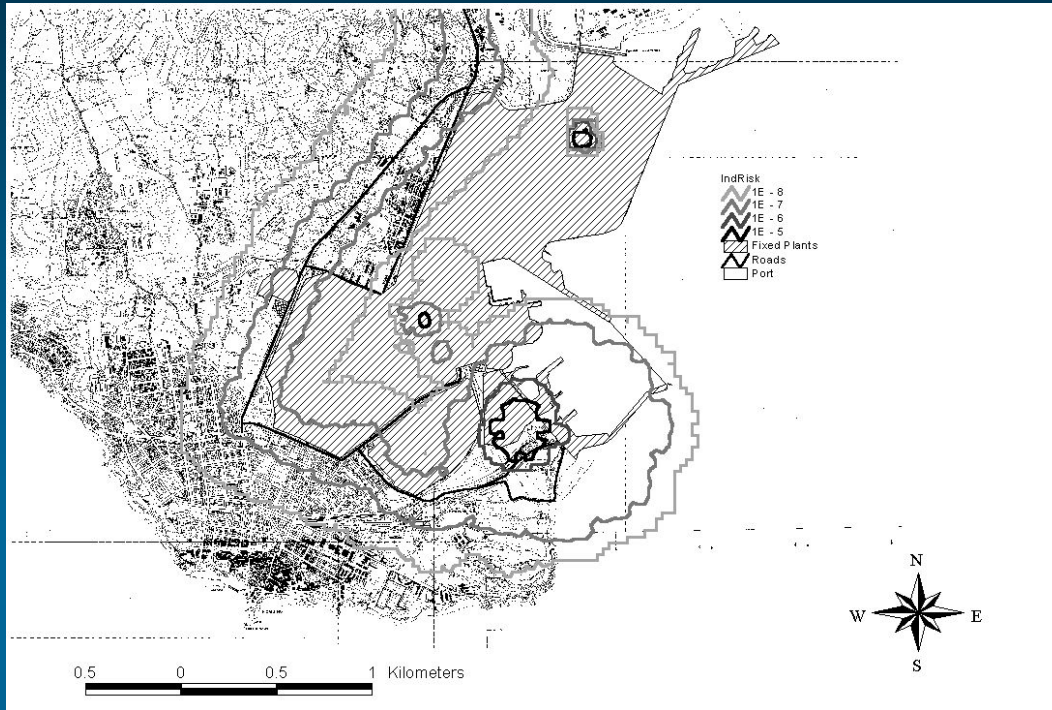 IndRisk
1E - 8
1E - 7
1E - 6
1E - 5
Fixed Plants
Roads
Port
N
W E
S
0.5 0 0.5 1 Kilometers